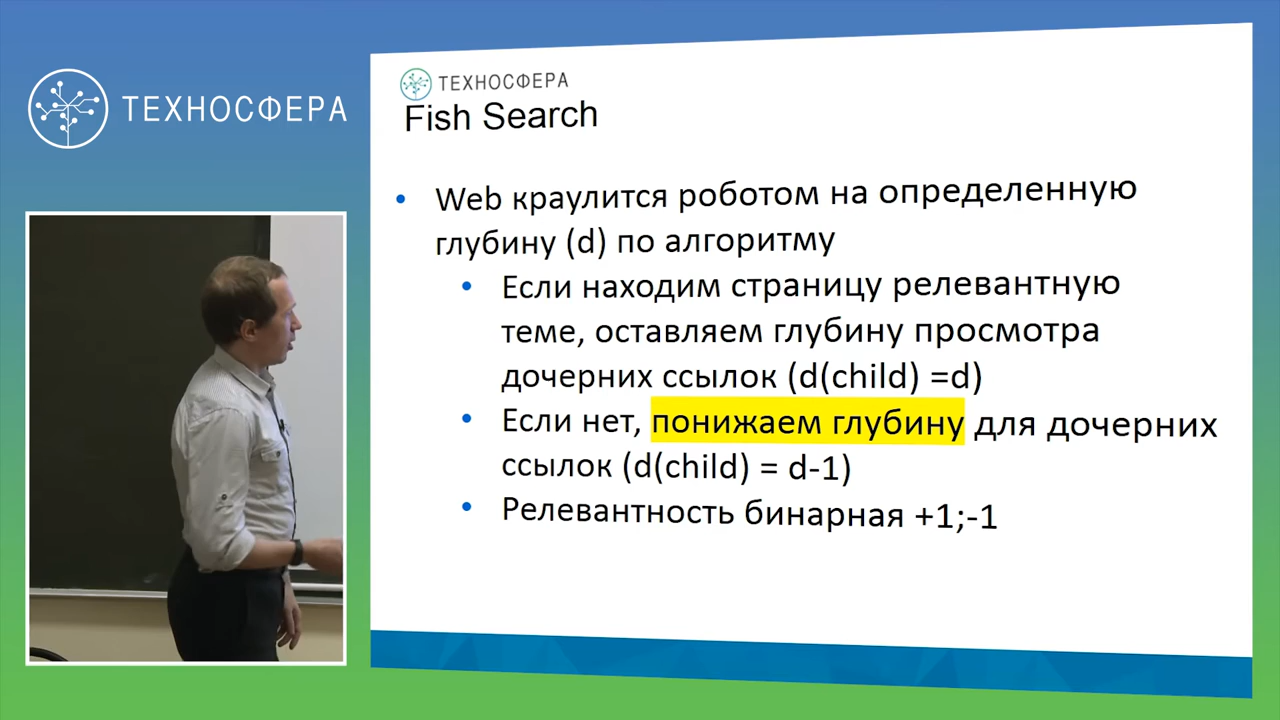 ТЕХНОСФЕРА
ТЕХНОСФЕРА
Fish Search
• Web краулится роботом на определенную
глубину (d) по алгоритму
• Если находим страницу релевантную
теме, оставляем глубину просмотра
дочерних ссылок (d(child) =d)
• Если нет, понижаем глубину для дочерних
ссылок (d(child) = d-1)
• Релевантность бинарная +1;-1